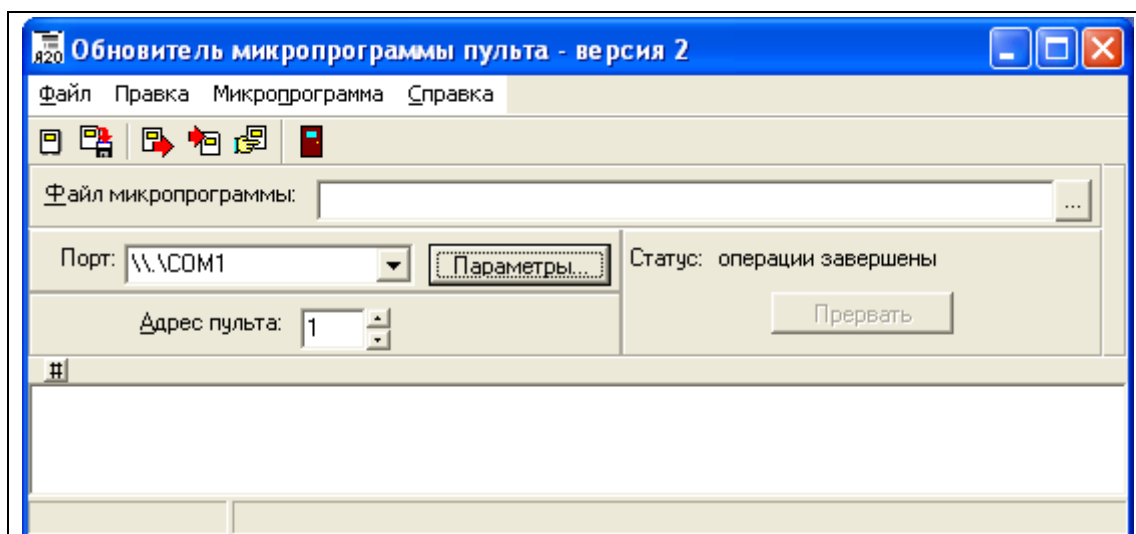 Я20 Обновитель микропрограммы пульта - версия 2
Файл Правка Микропрограмма Справка
Файл микропрограммы: ...
Порт: \\.\COM1 Параметры... Статус: операции завершены
Адрес пульта: 1 Прервать
#